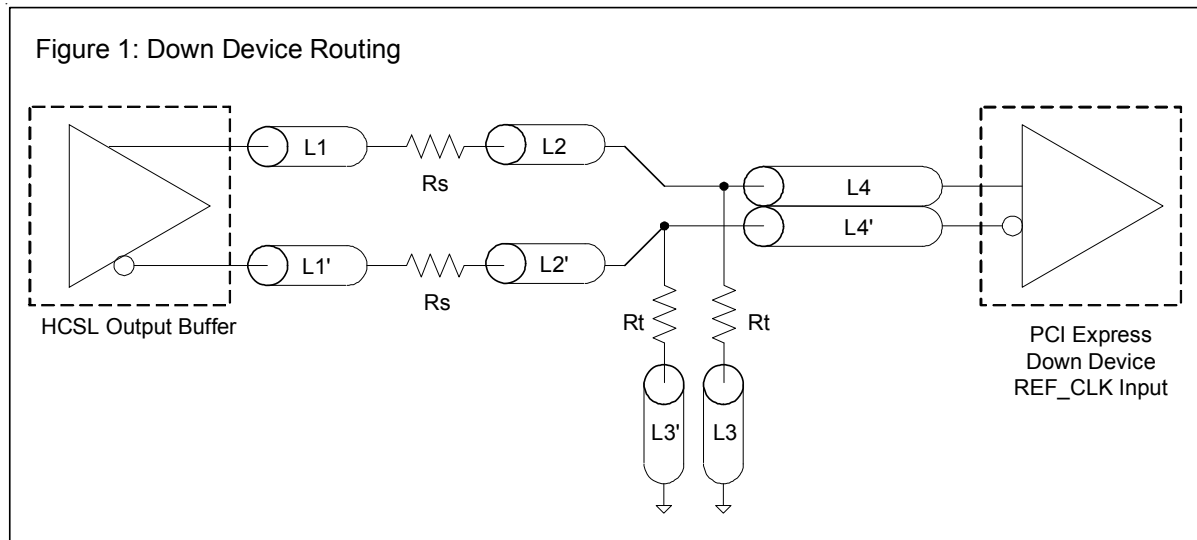 Figure 1: Down Device Routing
L1
Rs
L2
L4
L4'
L1'
Rs
L2'
HCSL Output Buffer
Rt
Rt
L3'
L3
PCI Express
Down Device
REF_CLK Input